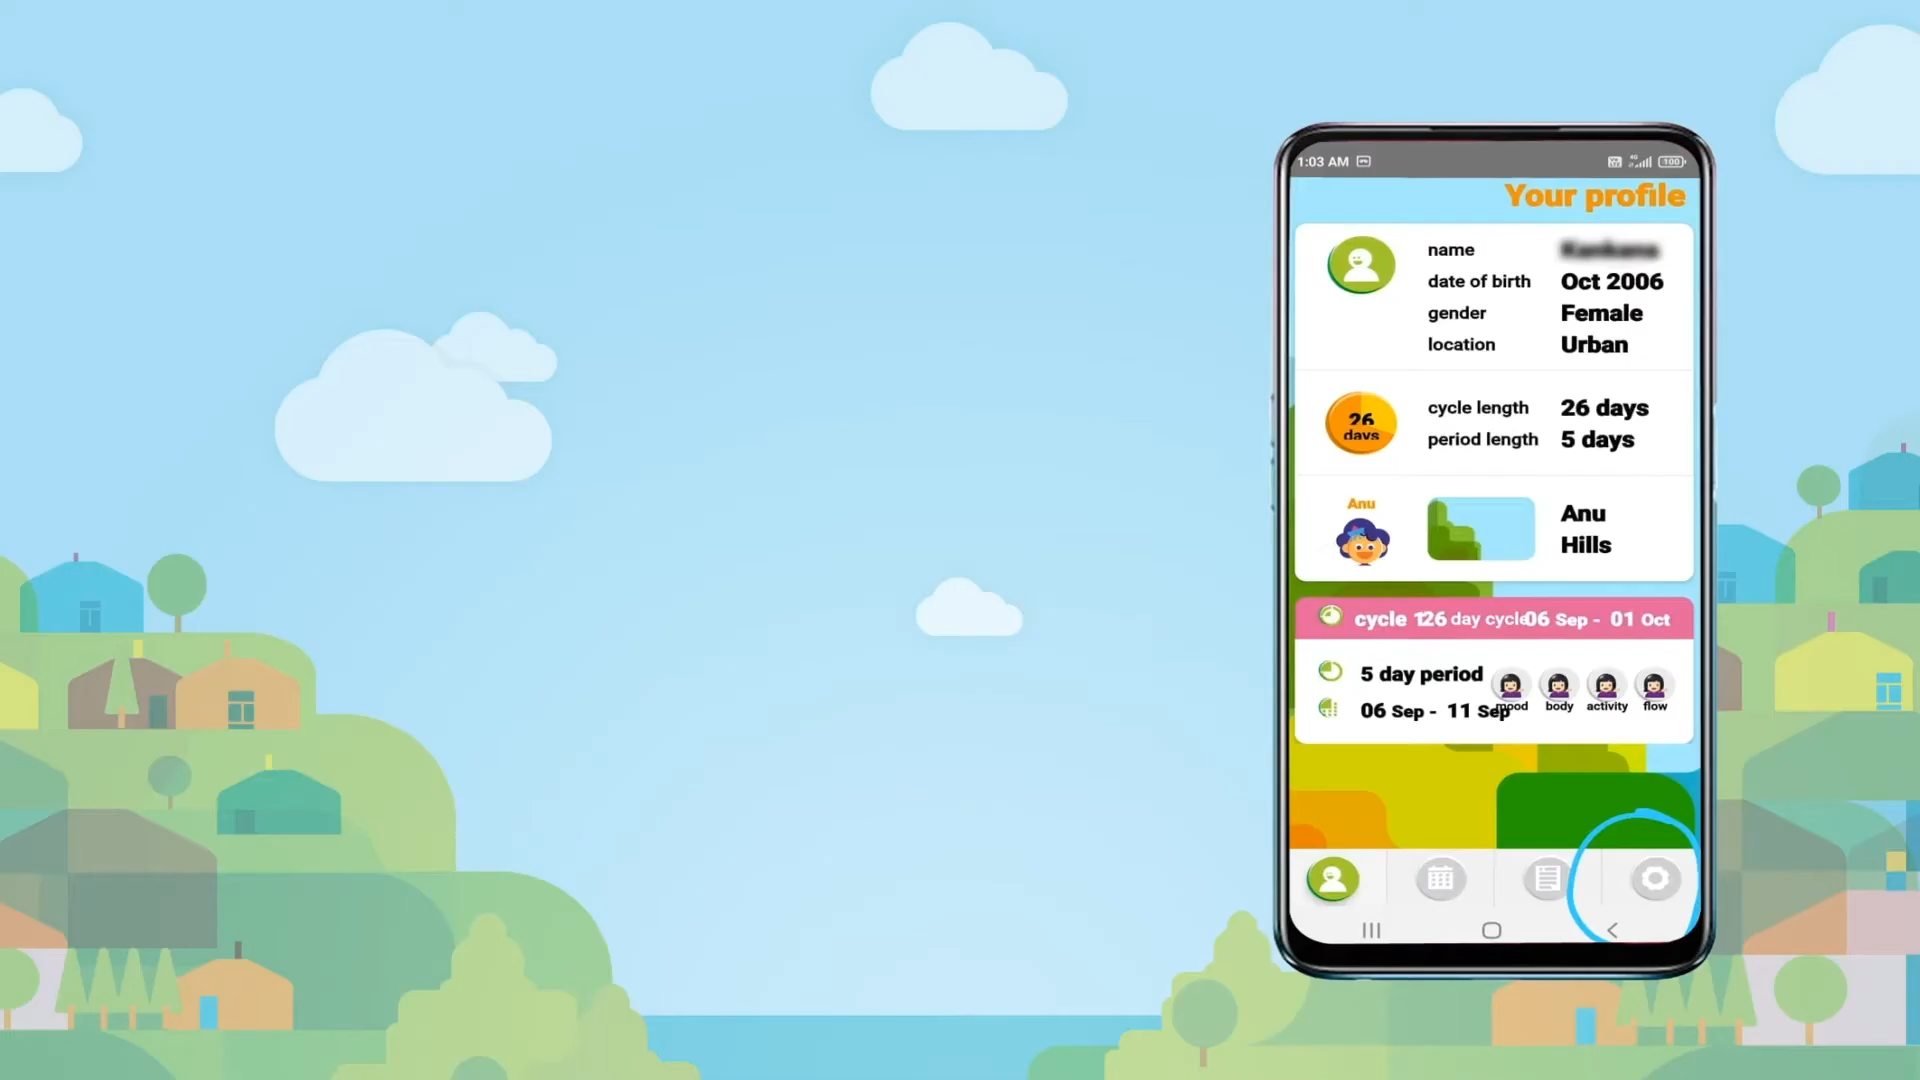 1:03 AM
4G
100
Your profile
name
date of birth Oct 2006
gender Female
location Urban
26
days
cycle length 26 days
period length 5 days
Anu
Anu
Hills
cycle 1 26 day cycle 06 Sep - 01 Oct
5 day period
06 Sep - 11 Sep
mood body activity flow